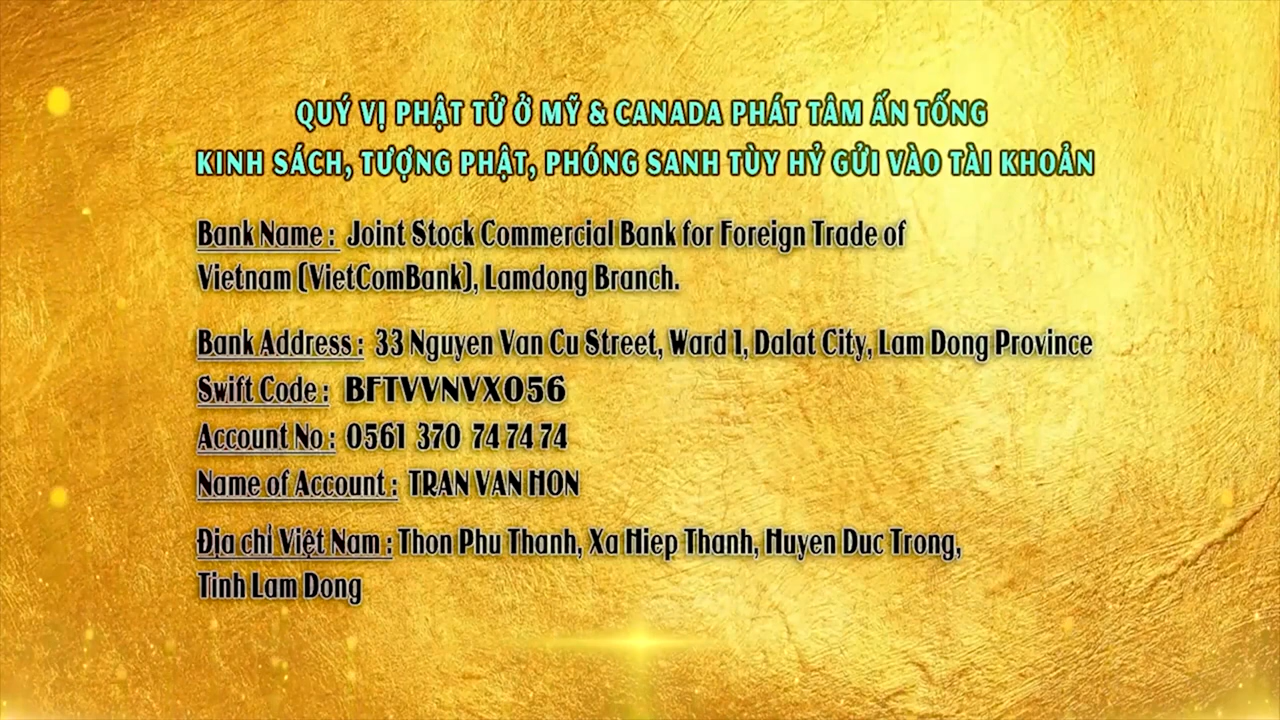 QUÝ VỊ PHẬT TỬ Ở MỸ & CANADA PHÁT TÂM ẤN TỐNG
KINH SÁCH, TƯỢNG PHẬT, PHÓNG SANH TÙY HỶ GỬI VÀO TÀI KHOẢN
Bank Name : Joint Stock Commercial Bank for Foreign Trade of
Vietnam (VietComBank), Lamdong Branch.
Bank Address : 33 Nguyen Van Cu Street, Ward 1, Dalat City, Lam Dong Province
Swift Code : BFTVVNVX056
Account No : 0561 370 74 74 74
Name of Account : TRAN VAN HON
Địa chỉ Việt Nam : Thon Phu Thanh, Xa Hiep Thanh, Huyen Duc Trong,
Tinh Lam Dong